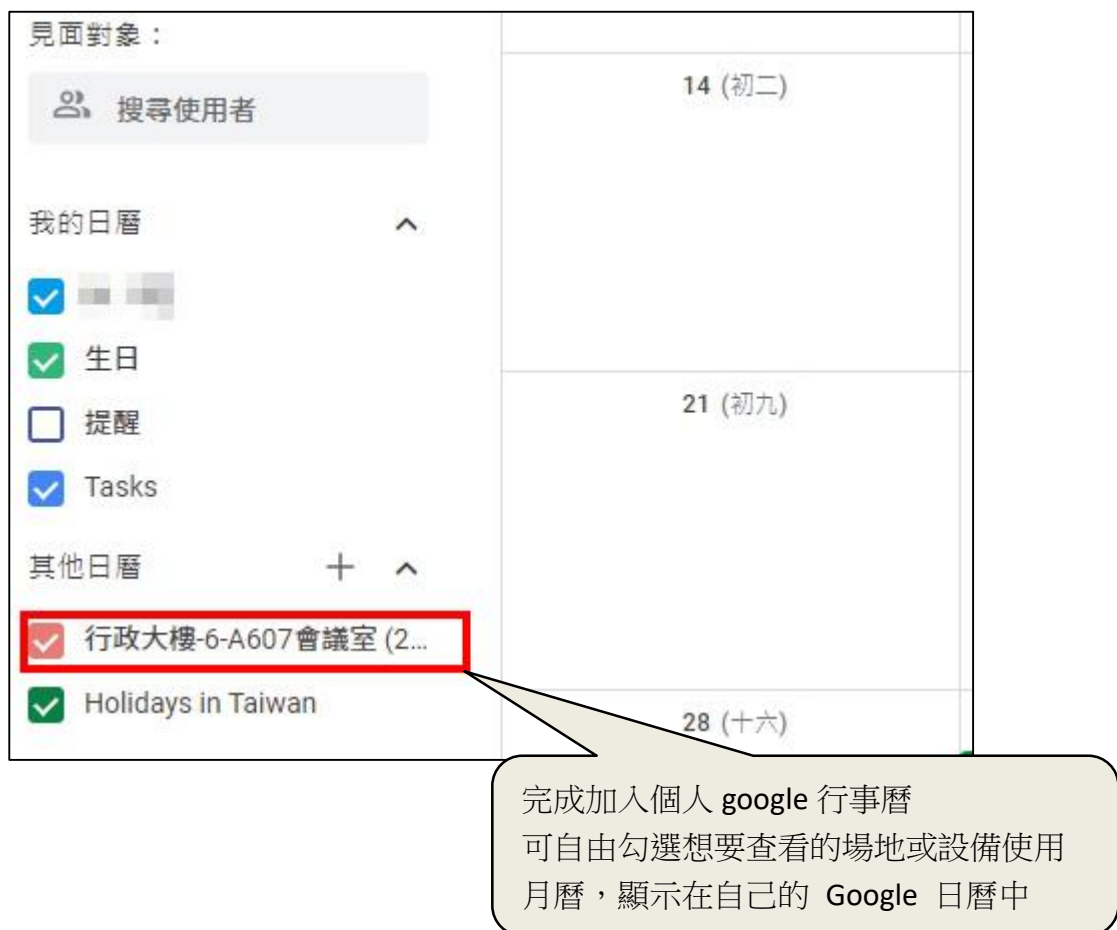 見面對象：
搜尋使用者
我的日曆
生日
提醒
Tasks
其他日曆
行政大樓-6-A607會議室 (2...
Holidays in Taiwan
14 (初二)
21 (初九)
28 (十六)
完成加入個人 google 行事曆
可自由勾選想要查看的場地或設備使用
月曆，顯示在自己的 Google 日曆中